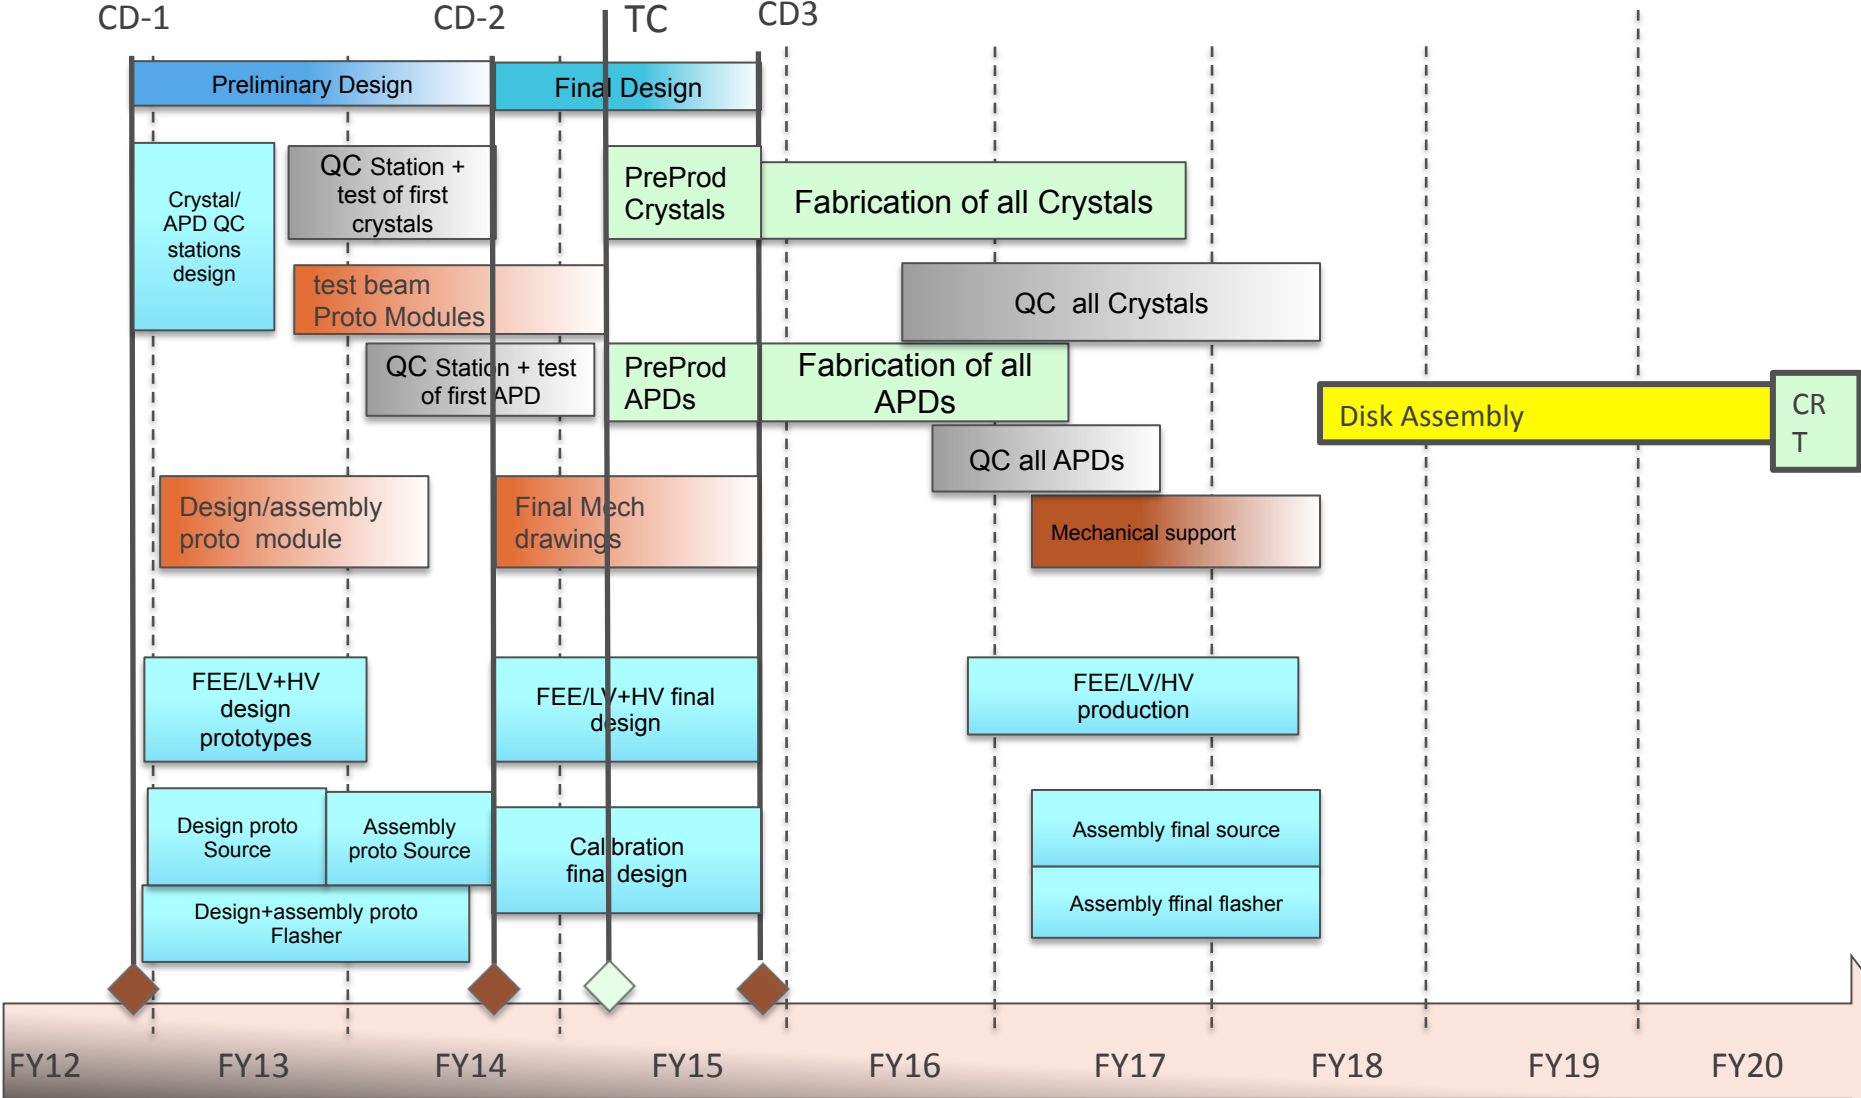 CD-1
CD-2
TC
CD3
Preliminary Design
Final Design
Crystal/
APD QC
stations
design
QC Station +
test of first
crystals
PreProd
Crystals
Fabrication of all Crystals
test beam
Proto Modules
QC all Crystals
QC Station + test
of first APD
PreProd
APDs
Fabrication of all
APDs
Disk Assembly
CR
T
QC all APDs
Design/assembly
proto module
Final Mech
drawings
Mechanical support
FEE/LV+HV
design
prototypes
FEE/LV+HV final
design
FEE/LV/HV
production
Design proto
Source
Assembly
proto Source
Calibration
final design
Assembly final source
Design+assembly proto
Flasher
Assembly ffinal flasher
FY12
FY13
FY14
FY15
FY16
FY17
FY18
FY19
FY20